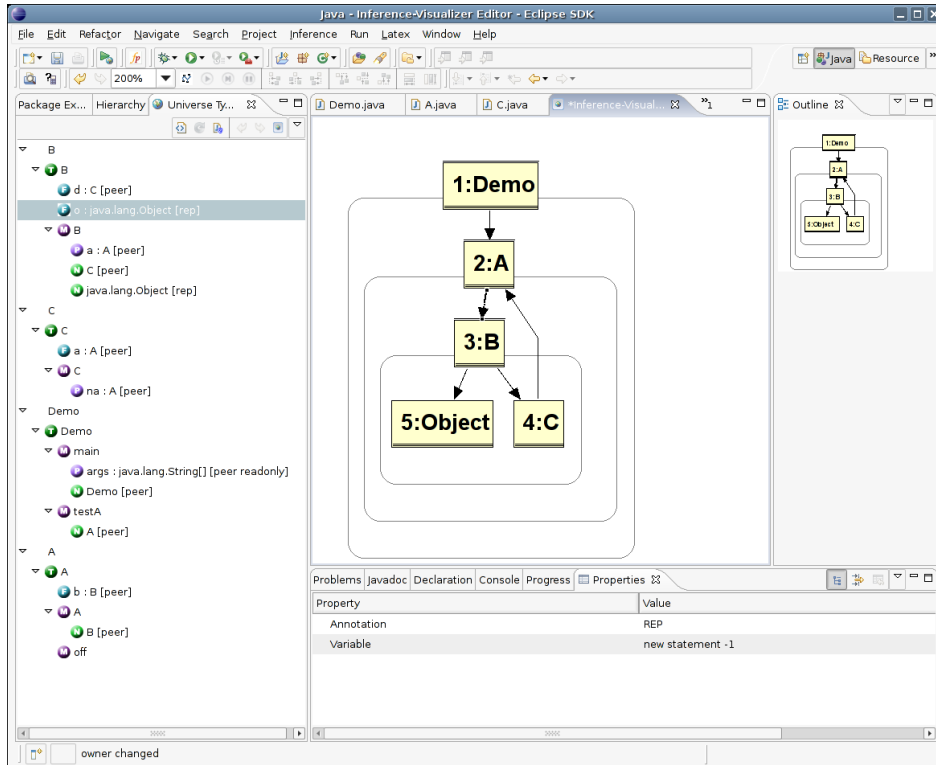 Java - Inference-Visualizer Editor - Eclipse SDK
File Edit Refactor Navigate Search Project Inference Run Latex Window Help
Java Resource »
200%
Package Ex... Hierarchy Universe Ty...
B
B
d : C [peer]
o : java.lang.Object [rep]
B
a : A [peer]
C [peer]
java.lang.Object [rep]
C
C
a : A [peer]
C
na : A [peer]
Demo
Demo
main
args : java.lang.String[] [peer readonly]
Demo [peer]
testA
A [peer]
A
A
b : B [peer]
A
B [peer]
off
Demo.java A.java C.java *Inference-Visual... »1
1:Demo
2:A
3:B
5:Object 4:C
Outline
1:Demo
2:A
3:B
5:Object 4:C
Problems Javadoc Declaration Console Progress Properties
Property Value
Annotation REP
Variable new statement -1
owner changed